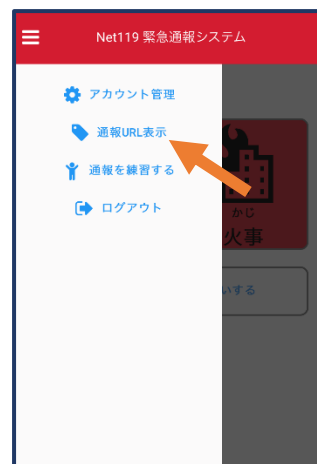 Net119 緊急通報システム
アカウント管理
通報URL表示
通報を練習する
ログアウト
かじ
火事
いする